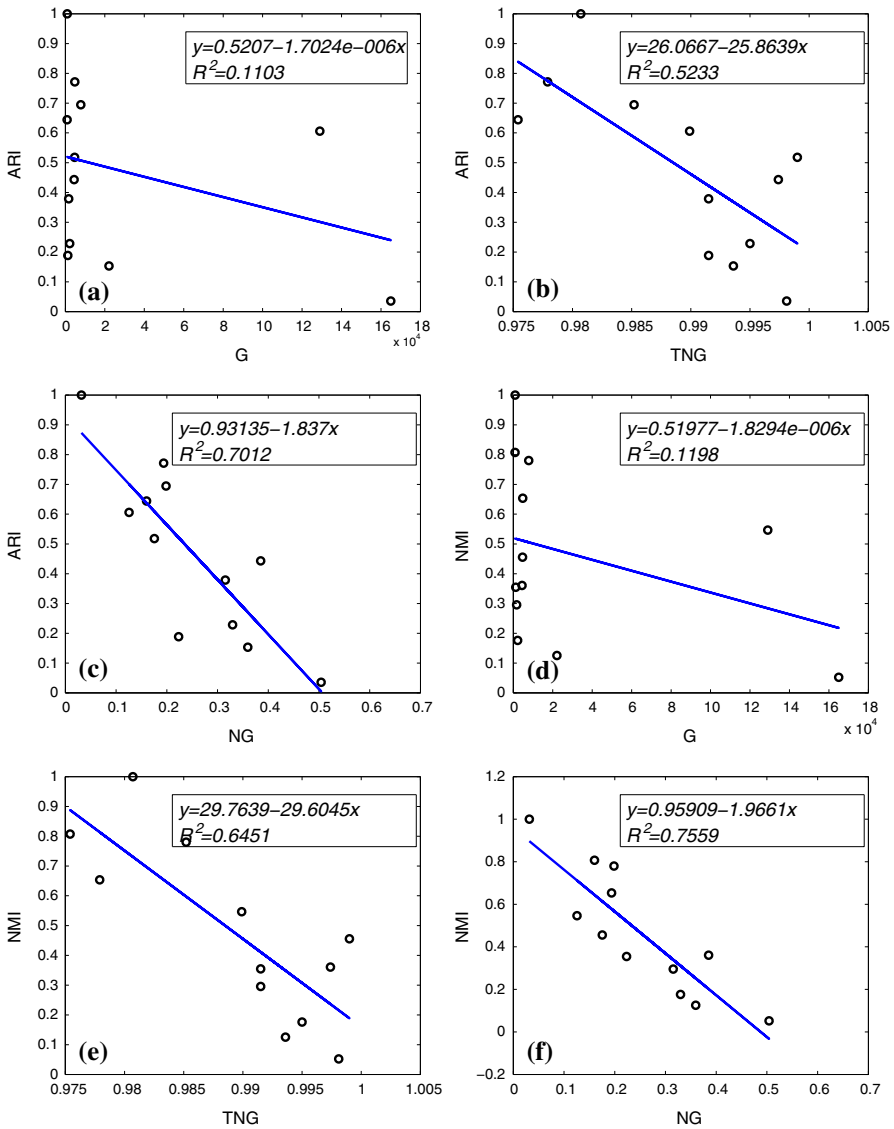 1
0.9
0.8
0.7
0.6
0.5
0.4
0.3
0.2
0.1
0
ARI
y=0.5207−1.7024e−006x
R²=0.1103
(a)
0 2 4 6 8 10 12 14 16 18
x 10⁴
G
1
0.9
0.8
0.7
0.6
0.5
0.4
0.3
0.2
0.1
0
ARI
y=26.0667−25.8639x
R²=0.5233
(b)
0.975 0.98 0.985 0.99 0.995 1 1.005
TNG
1
0.9
0.8
0.7
0.6
0.5
0.4
0.3
0.2
0.1
0
ARI
y=0.93135−1.837x
R²=0.7012
(c)
0 0.1 0.2 0.3 0.4 0.5 0.6 0.7
NG
1
0.9
0.8
0.7
0.6
0.5
0.4
0.3
0.2
0.1
0
NMI
y=0.51977−1.8294e−006x
R²=0.1198
(d)
0 2 4 6 8 10 12 14 16 18
x 10⁴
G
1
0.9
0.8
0.7
0.6
0.5
0.4
0.3
0.2
0.1
0
NMI
y=29.7639−29.6045x
R²=0.6451
(e)
0.975 0.98 0.985 0.99 0.995 1 1.005
TNG
1.2
1
0.8
0.6
0.4
0.2
0
−0.2
NMI
y=0.95909−1.9661x
R²=0.7559
(f)
0 0.1 0.2 0.3 0.4 0.5 0.6 0.7
NG